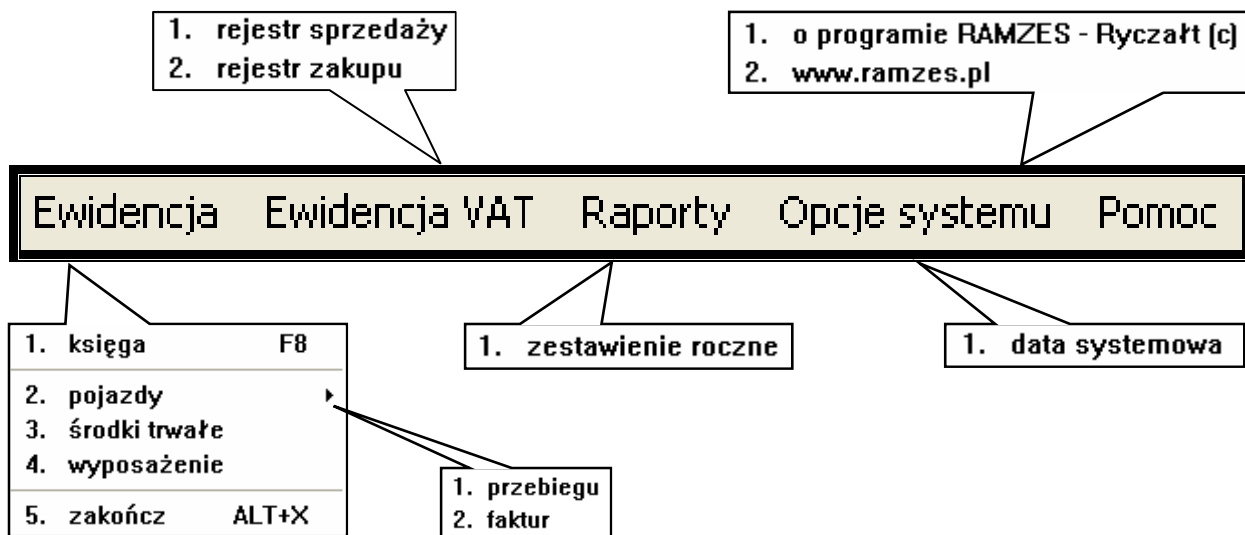 1. rejestr sprzedaży
2. rejestr zakupu
1. o programie RAMZES - Ryczałt (c)
2. www.ramzes.pl
Ewidencja Ewidencja VAT Raporty Opcje systemu Pomoc
1. księga F8
2. pojazdy
3. środki trwałe
4. wyposażenie
5. zakończ ALT+X
1. przebiegu
2. faktur
1. zestawienie roczne
1. data systemowa